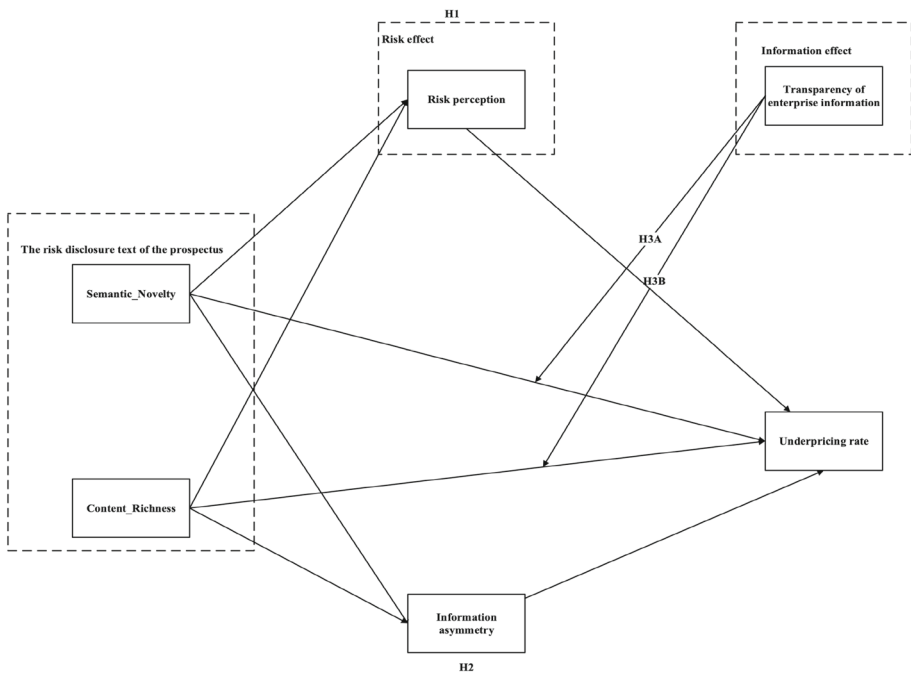 H1
Risk effect
Risk perception
Information effect
Transparency of
enterprise information
H3A
H3B
The risk disclosure text of the prospectus
Semantic_Novelty
Underpricing rate
Content_Richness
Information
asymmetry
H2